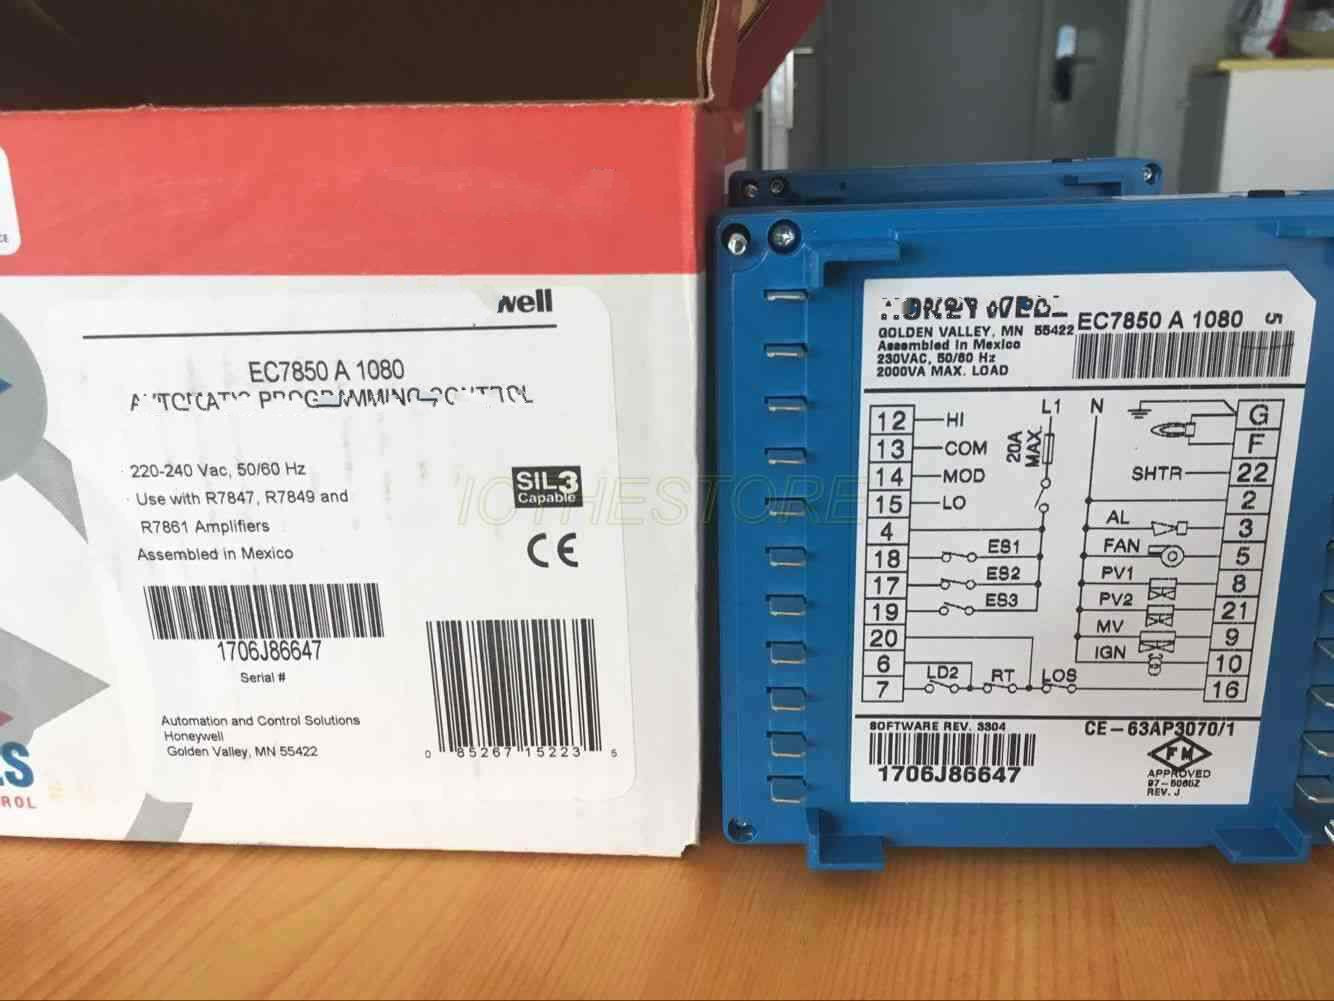 CE
well
EC7850 A 1080
220-240 Vac, 50/60 Hz
Use with R7847, R7849 and
R7861 Amplifiers
Assembled in Mexico
SIL3
Capable
CE
1706J86647
Serial #
Automation and Control Solutions
Honeywell
Golden Valley, MN 55422
0 85267 15223 5
LS
ROL
IOTHESTORE
GOLDEN VALLEY, MN 55422
Assembled in Mexico
230VAC, 50/60 Hz
2000VA MAX. LOAD
EC7850 A 1080 5
12 HI
13 COM
14 MOD
15 LO
4
18 ES1
17 ES2
19 ES3
20
6
7 LD2 RT LOS
L1 N
20A
MAX.
G
F
SHTR 22
2
AL 3
FAN 5
PV1 8
PV2 21
MV 9
IGN 10
16
SOFTWARE REV. 3304
1706J86647
CE-63AP3070/1
FM
APPROVED
REV. J